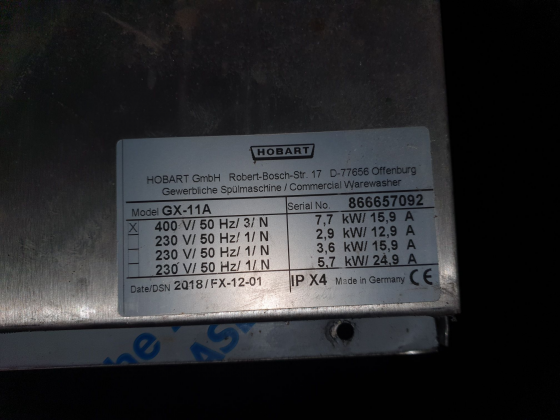 HOBART
HOBART GmbH Robert-Bosch-Str. 17 D-77656 Offenburg
Gewerbliche Spülmaschine / Commercial Warewasher
Model GX-11A Serial No. 866657092
X 400 V/ 50 Hz/ 3/ N 7,7 kW/ 15,9 A
230 V/ 50 Hz/ 1/ N 2,9 kW/ 12,9 A
230 V/ 50 Hz/ 1/ N 3,6 kW/ 15,9 A
230 V/ 50 Hz/ 1/ N 5,7 kW/ 24,9 A
Date/DSN 2018/FX-12-01 IP X4 Made in Germany CE
he